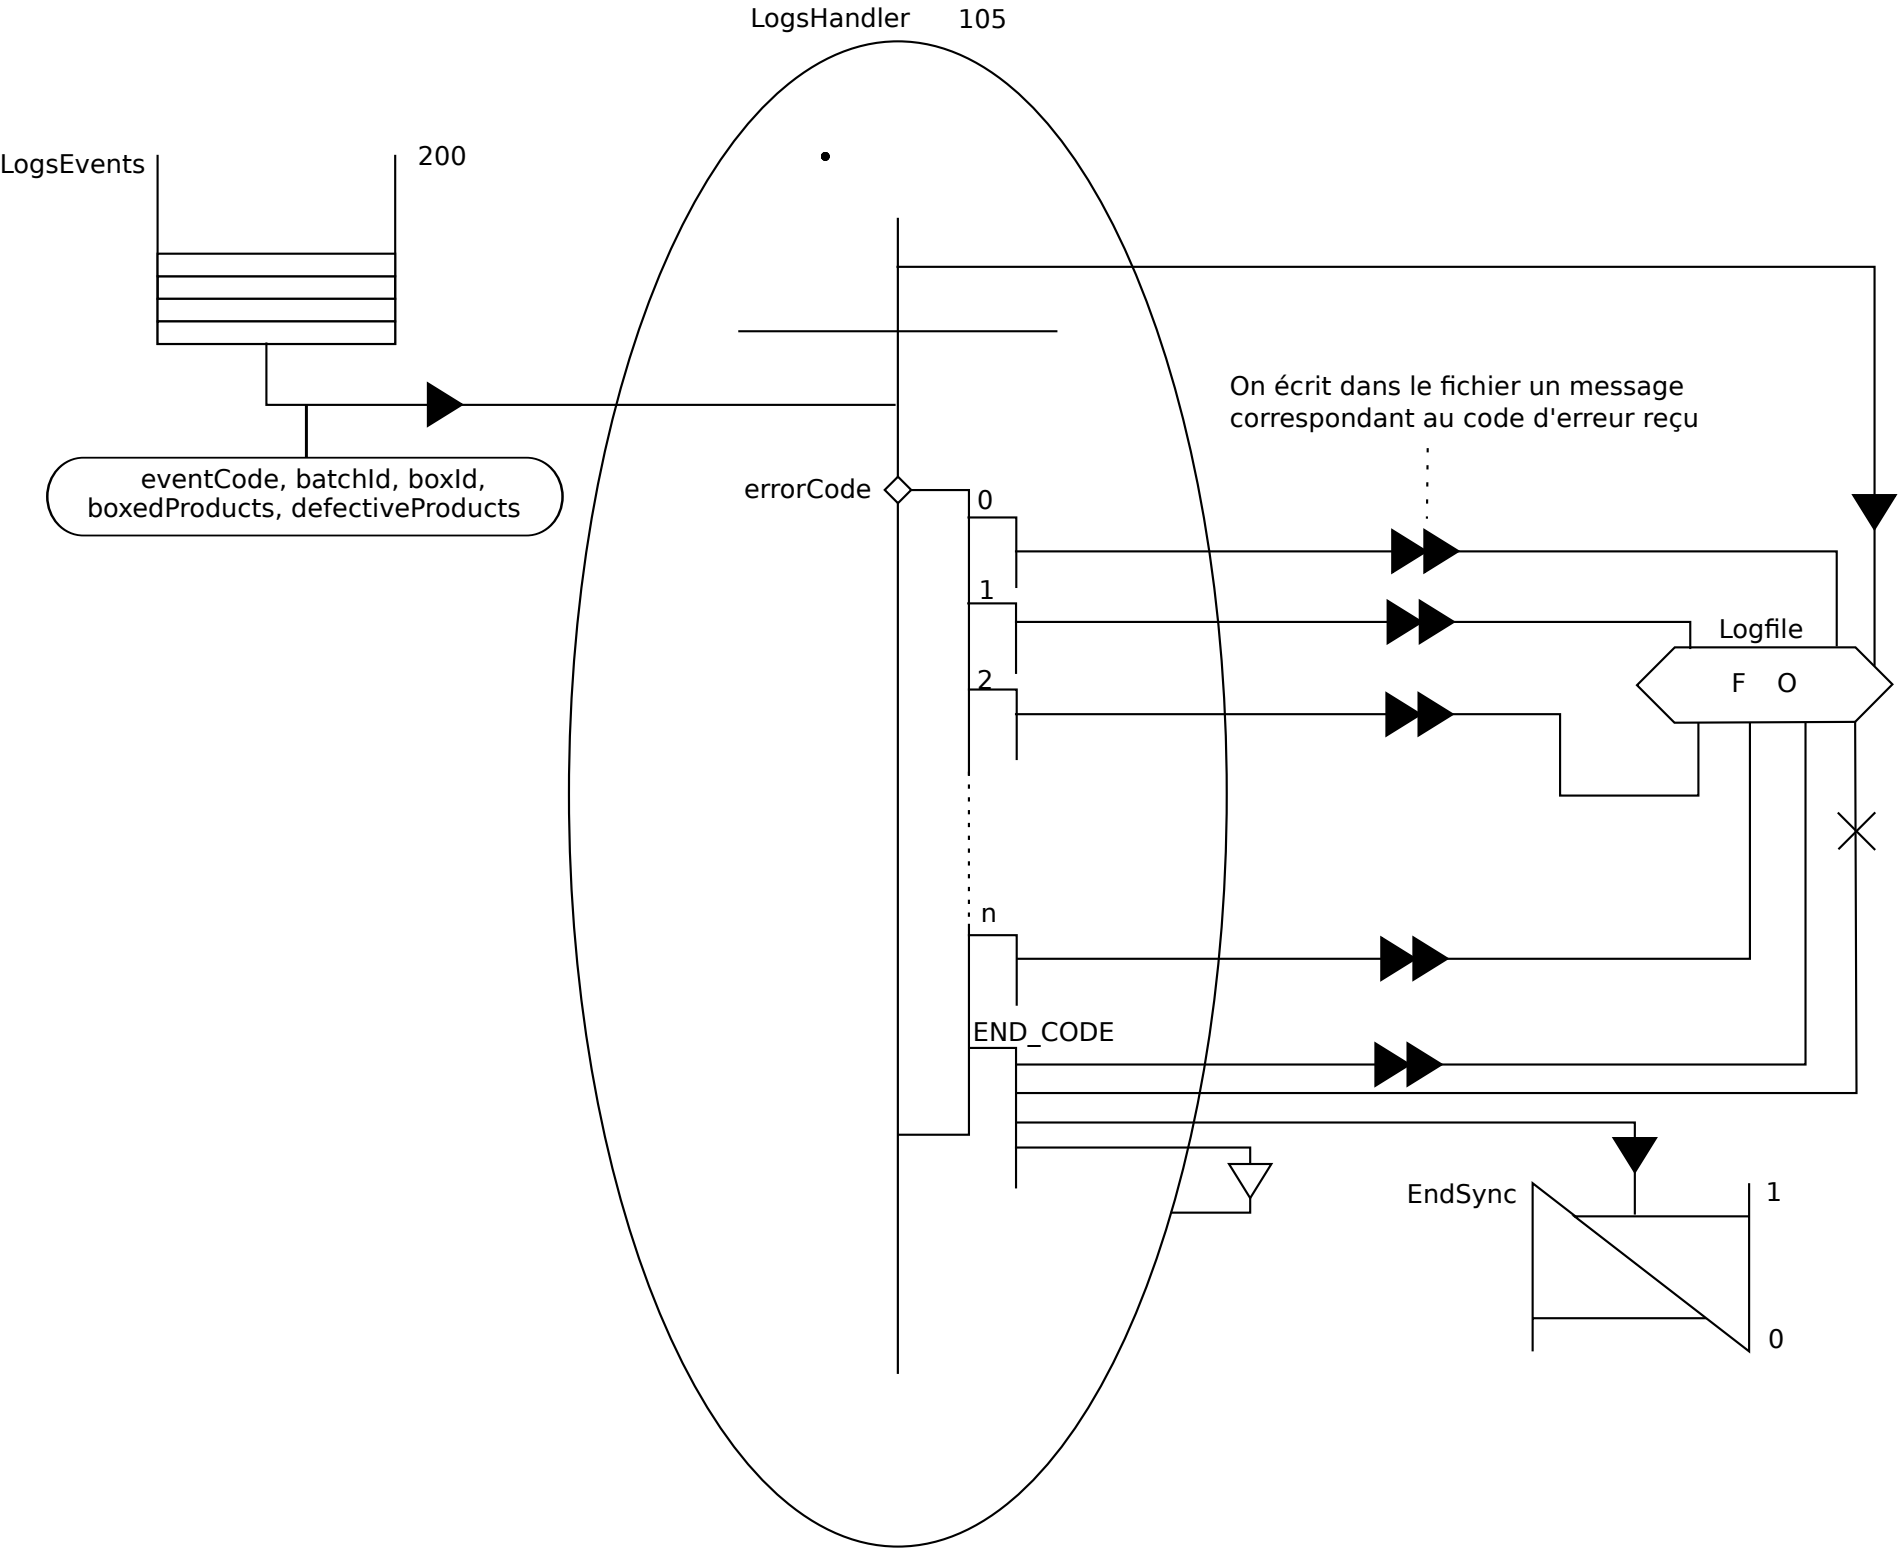 LogsHandler 105
LogsEvents
200
On écrit dans le fichier un message
correspondant au code d'erreur reçu
eventCode, batchId, boxId,
boxedProducts, defectiveProducts
errorCode
0
1
2
Logfile
F O
n
END_CODE
EndSync
1
0